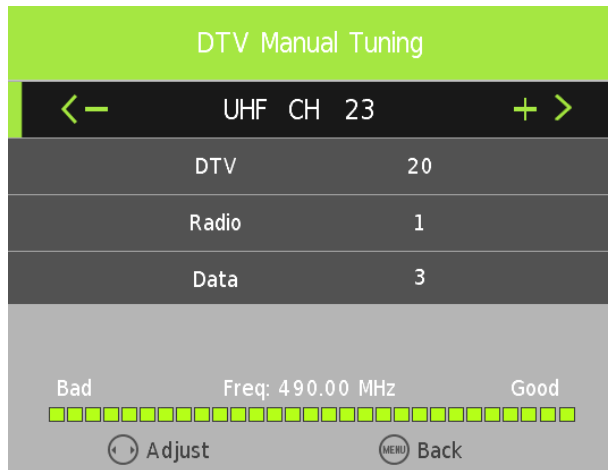 DTV Manual Tuning
< − UHF CH 23 + >
DTV 20
Radio 1
Data 3
Bad Freq: 490.00 MHz Good
Adjust MENU Back